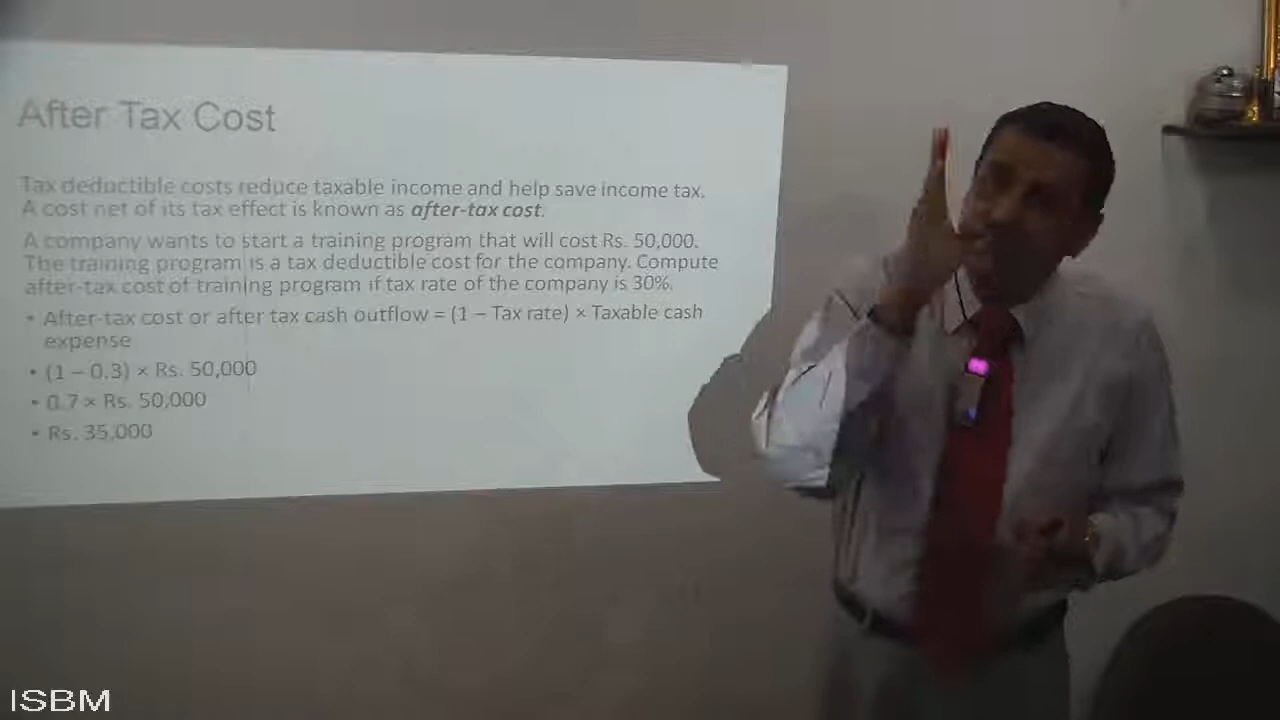 After Tax Cost
Tax deductible costs reduce taxable income and help save income tax.
A cost net of its tax effect is known as after-tax cost.
A company wants to start a training program that will cost Rs. 50,000.
The training program is a tax deductible cost for the company. Compute
after-tax cost of training program if tax rate of the company is 30%.
• After-tax cost or after tax cash outflow = (1 – Tax rate) × Taxable cash
expense
• (1 – 0.3) × Rs. 50,000
• 0.7 × Rs. 50,000
• Rs. 35,000
ISBM